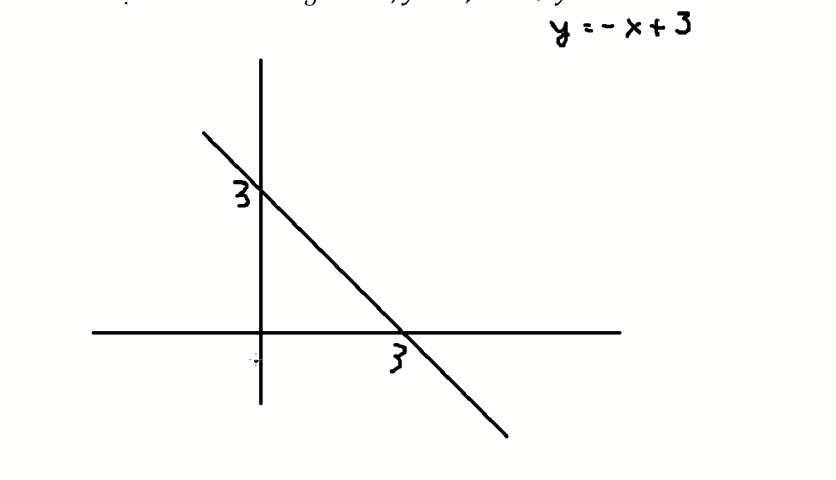 y = - x + 3
3
3